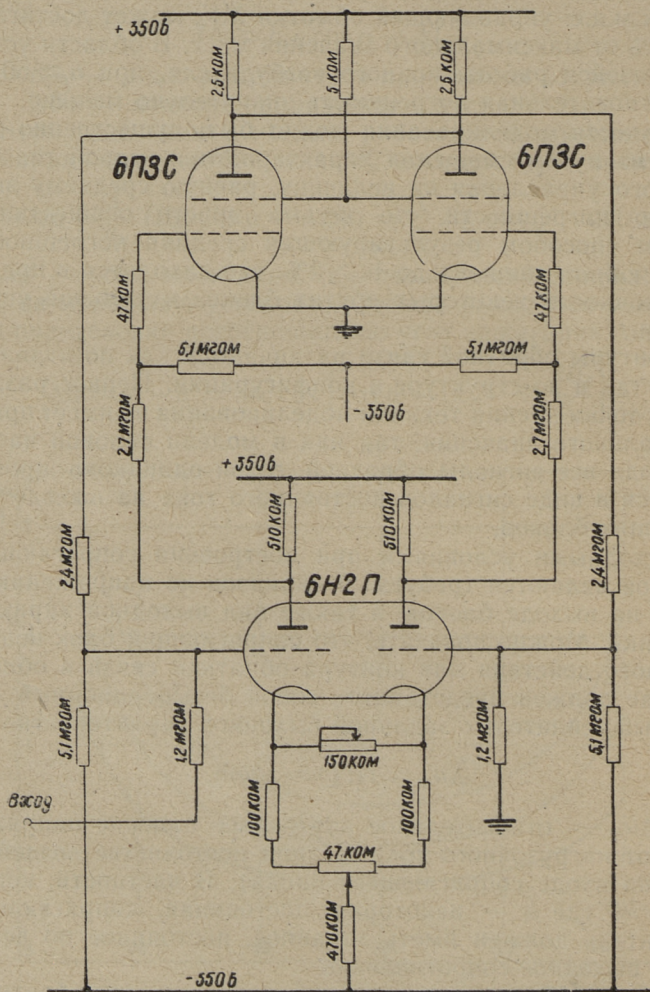 + 350в
2,5 ком
5 ком
2,5 ком
6П3С
6П3С
47 ком
47 ком
5,1 мгом
5,1 мгом
- 350в
2,7 мгом
2,7 мгом
+ 350в
510 ком
510 ком
2,4 мгом
2,4 мгом
6Н2П
5,1 мгом
1,2 мгом
1,2 мгом
5,1 мгом
150 ком
Вход
100 ком
100 ком
47 ком
470 ком
-350в